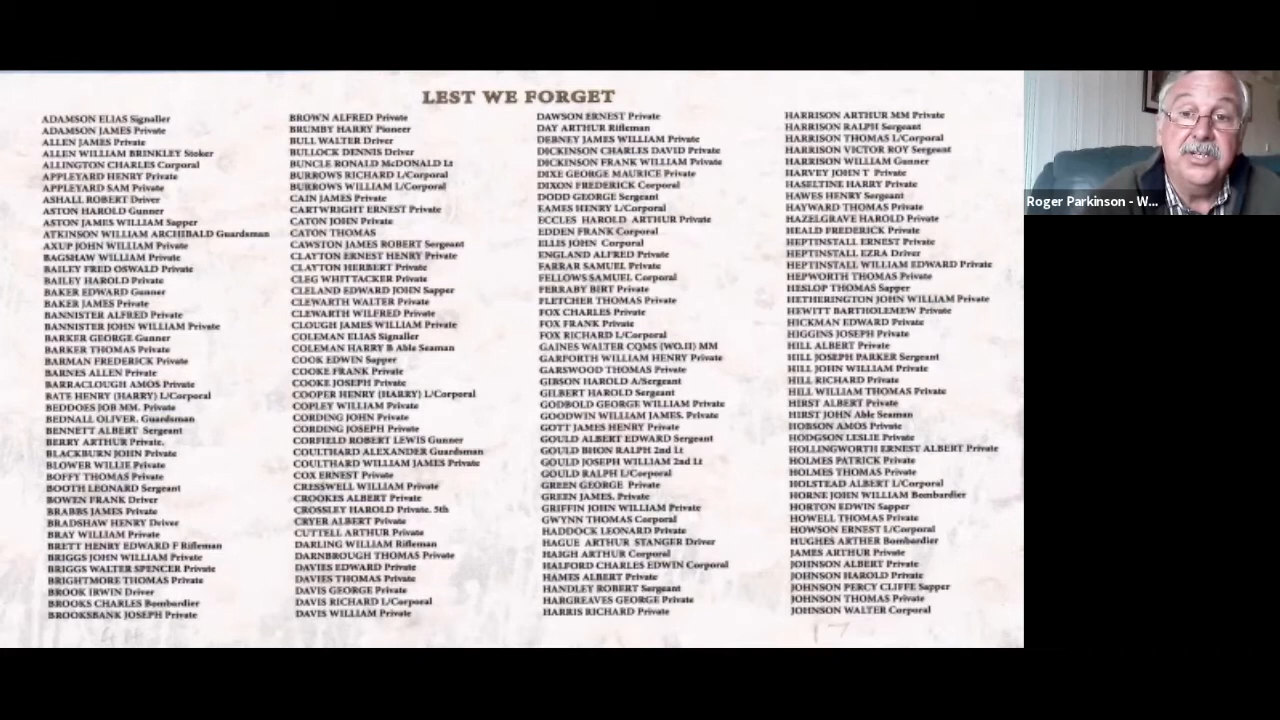 LEST WE FORGET
ADAMSON ELIAS Signaller
ADAMSON JAMES Private
ALLEN JAMES Private
ALLEN WILLIAM BRINKLEY Stoker
ALLINGTON CHARLES Corporal
APPLEYARD HENRY Private
APPLEYARD SAM Private
ASHALL ROBERT Driver
ASTON HAROLD Gunner
ASTON JAMES WILLIAM Sapper
ATKINSON WILLIAM ARCHIBALD Guardsman
AXUP JOHN WILLIAM Private
BAGSHAW WILLIAM Private
BAILEY FRED OSWALD Private
BAILEY HAROLD Private
BAKER EDWARD Gunner
BAKER JAMES Private
BANNISTER ALFRED Private
BANNISTER JOHN WILLIAM Private
BARKER GEORGE Gunner
BARKER THOMAS Private
BARMAN FREDERICK Private
BARNES ALLEN Private
BARRACLOUGH AMOS Private
BATE HENRY (HARRY) L/Corporal
BEDDOES JOB MM. Private
BEDNALL OLIVER. Guardsman
BENNETT ALBERT Sergeant
BERRY ARTHUR Private.
BLACKBURN JOHN Private
BLOWER WILLIE Private
BOFFY THOMAS Private
BOOTH LEONARD Sergeant
BOWEN FRANK Driver
BRABBS JAMES Private
BRADSHAW HENRY Driver
BRAY WILLIAM Private
BRETT HENRY EDWARD F Rifleman
BRIGGS JOHN WILLIAM Private
BRIGGS WALTER SPENCER Private
BRIGHTMORE THOMAS Private
BROOK IRWIN Driver
BROOKS CHARLES Bombardier
BROOKSBANK JOSEPH Private
BROWN ALFRED Private
BRUMBY HARRY Pioneer
BULL WALTER Driver
BULLOCK DENNIS Driver
BUNCLE RONALD McDONALD Lt
BURROWS RICHARD L/Corporal
BURROWS WILLIAM L/Corporal
CAIN JAMES Private
CARTWRIGHT ERNEST Private
CATON JOHN Private
CATON THOMAS
CAWSTON JAMES ROBERT Sergeant
CLAYTON ERNEST HENRY Private
CLAYTON HERBERT Private
CLEG WHITTACKER Private
CLELAND EDWARD JOHN Sapper
CLEWARTH WALTER Private
CLEWARTH WILFRED Private
CLOUGH JAMES WILLIAM Private
COLEMAN ELIAS Signaller
COLEMAN HARRY B Able Seaman
COOK EDWIN Sapper
COOKE FRANK Private
COOKE JOSEPH Private
COOPER HENRY (HARRY) L/Corporal
COPLEY WILLIAM Private
CORDING JOHN Private
CORDING JOSEPH Private
CORFIELD ROBERT LEWIS Gunner
COULTHARD ALEXANDER Guardsman
COULTHARD WILLIAM JAMES Private
COX ERNEST Private
CRESSWELL WILLIAM Private
CROOKES ALBERT Private
CROSSLEY HAROLD Private. 5th
CRYER ALBERT Private
CUTTELL ARTHUR Private
DARLING WILLIAM Rifleman
DARNBROUGH THOMAS Private
DAVIES EDWARD Private
DAVIES THOMAS Private
DAVIS GEORGE Private
DAVIS RICHARD L/Corporal
DAVIS WILLIAM Private
DAWSON ERNEST Private
DAY ARTHUR Rifleman
DEBNEY JAMES WILLIAM Private
DICKINSON CHARLES DAVID Private
DICKINSON FRANK WILLIAM Private
DIXE GEORGE MAURICE Private
DIXON FREDERICK Corporal
DODD GEORGE Sergeant
EAMES HENRY L/Corporal
ECCLES HAROLD ARTHUR Private
EDDEN FRANK Corporal
ELLIS JOHN Corporal
ENGLAND ALFRED Private
FARRAR SAMUEL Private
FELLOWS SAMUEL Corporal
FERRABY BIRT Private
FLETCHER THOMAS Private
FOX CHARLES Private
FOX FRANK Private
FOX RICHARD L/Corporal
GAINES WALTER CQMS (WO.II) MM
GARFORTH WILLIAM HENRY Private
GARSWOOD THOMAS Private
GIBSON HAROLD A/Sergeant
GILBERT HAROLD Sergeant
GODBOLD GEORGE WILLIAM Private
GOODWIN WILLIAM JAMES. Private
GOTT JAMES HENRY Private
GOULD ALBERT EDWARD Sergeant
GOULD BHON RALPH 2nd Lt
GOULD JOSEPH WILLIAM 2nd Lt
GOULD RALPH L/Corporal
GREEN GEORGE Private
GREEN JAMES. Private
GRIFFIN JOHN WILLIAM Private
GWYNN THOMAS Corporal
HADDOCK LEONARD Private
HAGUE ARTHUR STANGER Driver
HAIGH ARTHUR Corporal
HALFORD CHARLES EDWIN Corporal
HAMES ALBERT Private
HANDLEY ROBERT Sergeant
HARGREAVES GEORGE Private
HARRIS RICHARD Private
HARRISON ARTHUR MM Private
HARRISON RALPH Sergeant
HARRISON THOMAS L/Corporal
HARRISON VICTOR ROY Sergeant
HARRISON WILLIAM Gunner
HARVEY JOHN T Private
HASELTINE HARRY Private
HAWES HENRY Sergeant
HAYWARD THOMAS Private
HAZELGRAVE HAROLD Private
HEALD FREDERICK Private
HEPTINSTALL ERNEST Private
HEPTINSTALL EZRA Driver
HEPTINSTALL WILLIAM EDWARD Private
HEPWORTH THOMAS Private
HESLOP THOMAS Sapper
HETHERINGTON JOHN WILLIAM Private
HEWITT BARTHOLEMEW Private
HICKMAN EDWARD Private
HIGGINS JOSEPH Private
HILL ALBERT Private
HILL JOSEPH PARKER Sergeant
HILL JOHN WILLIAM Private
HILL RICHARD Private
HILL WILLIAM THOMAS Private
HIRST ALBERT Private
HIRST JOHN Able Seaman
HOBSON AMOS Private
HODGSON LESLIE Private
HOLLINGWORTH ERNEST ALBERT Private
HOLMES PATRICK Private
HOLMES THOMAS Private
HOLSTEAD ALBERT L/Corporal
HORNE JOHN WILLIAM Bombardier
HORTON EDWIN Sapper
HOWELL THOMAS Private
HOWSON ERNEST L/Corporal
HUGHES ARTHER Bombardier
JAMES ARTHUR Private
JOHNSON ALBERT Private
JOHNSON HAROLD Private
JOHNSON PERCY CLIFFE Sapper
JOHNSON THOMAS Private
JOHNSON WALTER Corporal
Roger Parkinson - W...